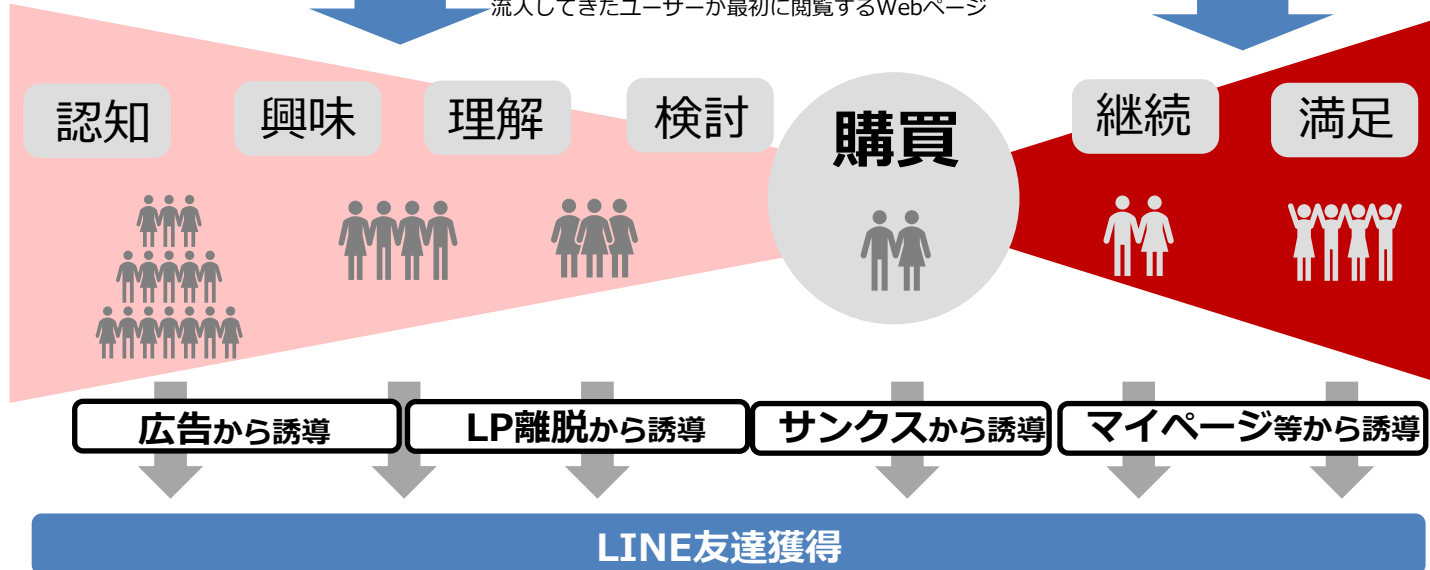 流入してきたユーザーが最初に閲覧するWebページ
認知
興味
理解
検討
購買
継続
満足
広告から誘導
LP離脱から誘導
サンクスから誘導
マイページ等から誘導
LINE友達獲得